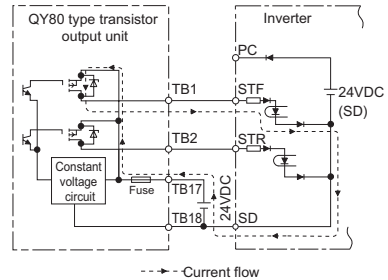 QY80 type transistor
output unit
Inverter
PC
TB1
STF
24VDC
(SD)
TB2
STR
Constant
voltage
circuit
Fuse
TB17
24VDC
TB18
SD
Current flow